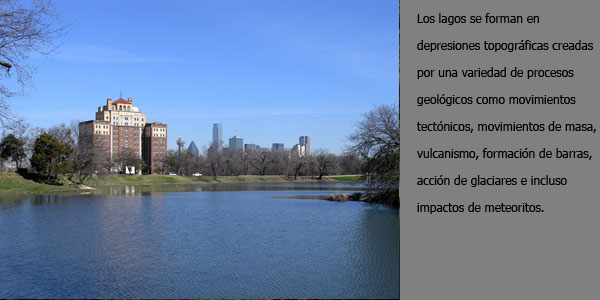 Los lagos se forman en
depresiones topográficas creadas
por una variedad de procesos
geológicos como movimientos
tectónicos, movimientos de masa,
vulcanismo, formación de barras,
acción de glaciares e incluso
impactos de meteoritos.